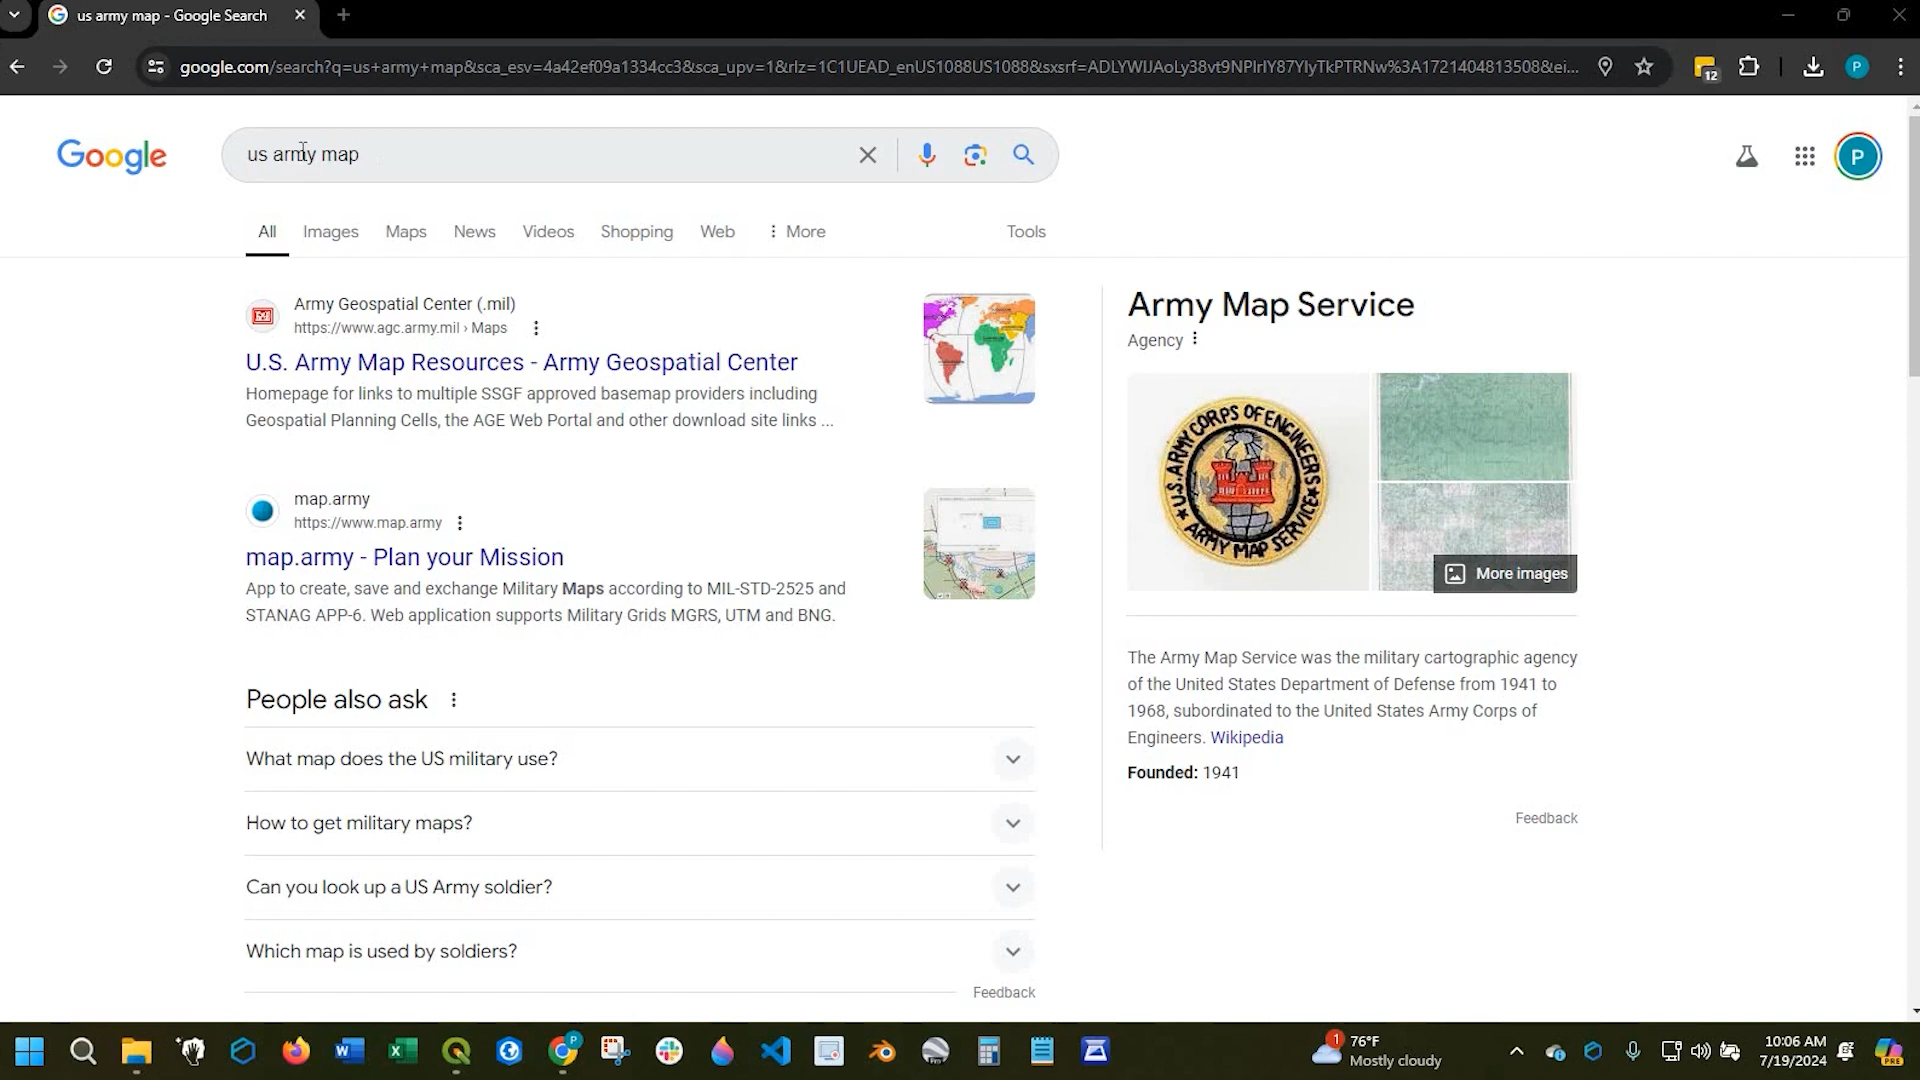 us army map - Google Search
google.com/search?q=us+army+map&sca_esv=4a42ef09a1334cc3&sca_upv=1&rlz=1C1UEAD_enUS1088US1088&sxsrf=ADLYWIJAoLy38vt9NPlrIY87YIyTkPTRNw%3A1721404813508&ei...
12
P
Google
us army map
P
All Images Maps News Videos Shopping Web More Tools
Army Geospatial Center (.mil)
https://www.agc.army.mil › Maps
U.S. Army Map Resources - Army Geospatial Center
Homepage for links to multiple SSGF approved basemap providers including
Geospatial Planning Cells, the AGE Web Portal and other download site links ...
map.army
https://www.map.army
map.army - Plan your Mission
App to create, save and exchange Military Maps according to MIL-STD-2525 and
STANAG APP-6. Web application supports Military Grids MGRS, UTM and BNG.
People also ask
What map does the US military use?
How to get military maps?
Can you look up a US Army soldier?
Which map is used by soldiers?
Feedback
Army Map Service
Agency
U.S. ARMY CORPS OF ENGINEERS
ARMY MAP SERVICE
More images
The Army Map Service was the military cartographic agency
of the United States Department of Defense from 1941 to
1968, subordinated to the United States Army Corps of
Engineers. Wikipedia
Founded: 1941
Feedback
1
76°F
Mostly cloudy
10:06 AM
7/19/2024